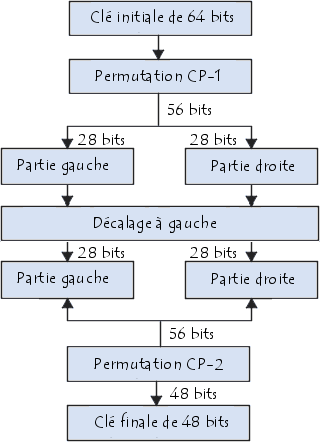 Clé initiale de 64 bits
Permutation CP-1
56 bits
28 bits
28 bits
Partie gauche
Partie droite
Décalage à gauche
28 bits
28 bits
Partie gauche
Partie droite
56 bits
Permutation CP-2
48 bits
Clé finale de 48 bits